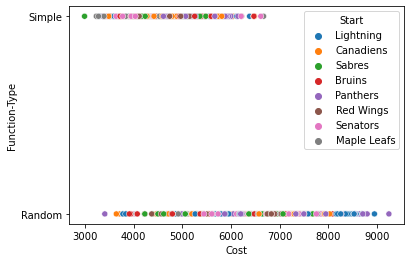 Simple
Random
Function-Type
Start
Lightning
Canadiens
Sabres
Bruins
Panthers
Red Wings
Senators
Maple Leafs
3000 4000 5000 6000 7000 8000 9000
Cost